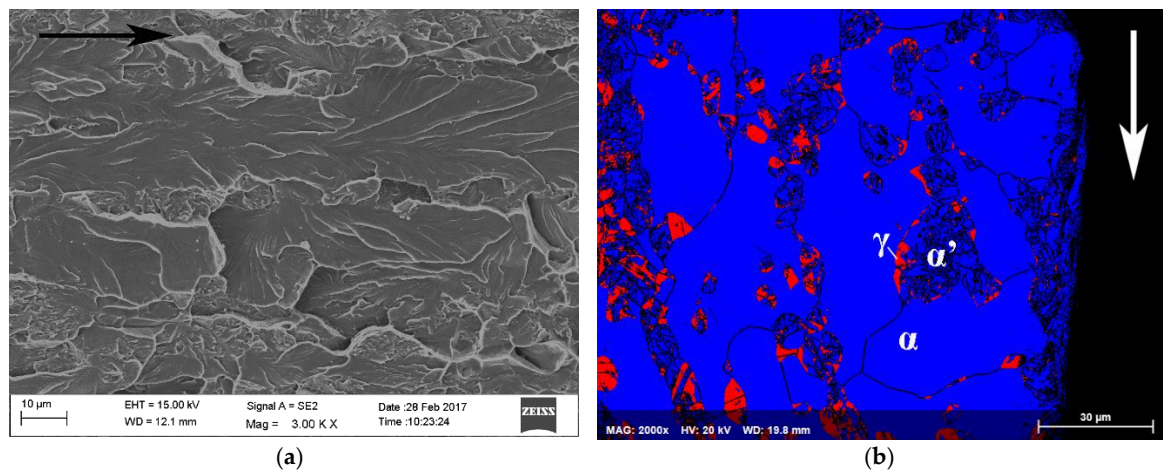 10 µm
EHT = 15.00 kV
WD = 12.1 mm
Signal A = SE2
Mag = 3.00 K X
Date :28 Feb 2017
Time :10:23:24
ZEISS
(a)
γ
α’
α
MAG: 2000x HV: 20 kV WD: 19.8 mm
30 µm
(b)